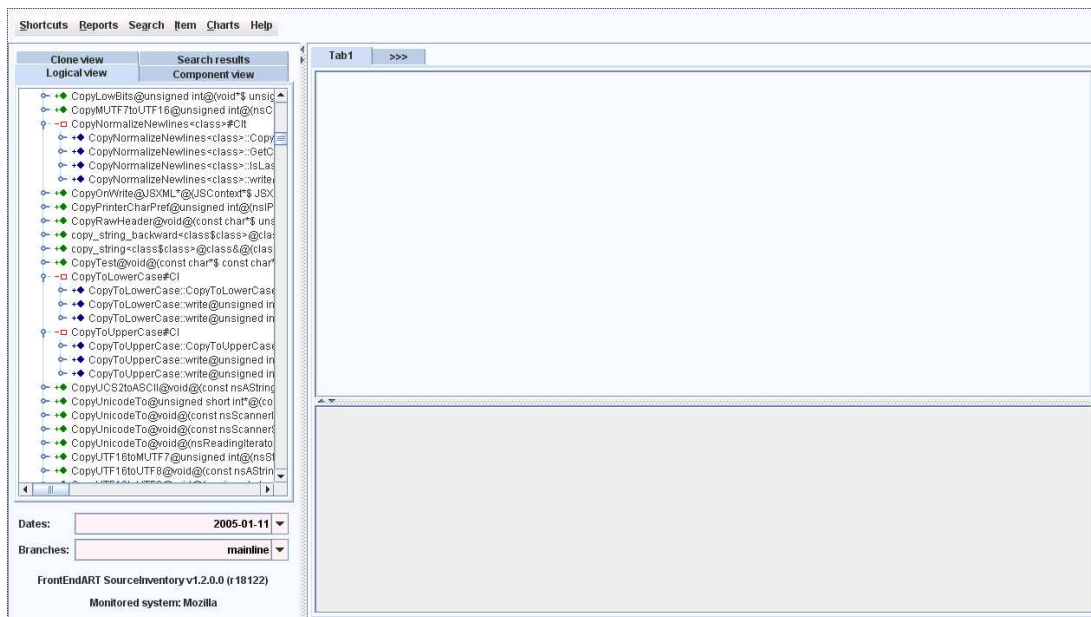 Shortcuts Reports Search Item Charts Help
Clone view Search results
Logical view Component view
CopyLowBits@unsigned int@(void*$ unsig
CopyMUTF7toUTF16@unsigned int@(nsC
CopyNormalizeNewlines<class>#Clt
CopyNormalizeNewlines<class>::Copy
CopyNormalizeNewlines<class>::GetC
CopyNormalizeNewlines<class>::IsLas
CopyNormalizeNewlines<class>::write@
CopyOnWrite@JSXML*@(JSContext*$ JSX
CopyPrinterCharPref@unsigned int@(nsIP
CopyRawHeader@void@(const char*$ uns
copy_string_backward<class$class>@clas
copy_string<class$class>@class&@(clas
CopyTest@void@(const char*$ const char*
CopyToLowerCase#Cl
CopyToLowerCase::CopyToLowerCase
CopyToLowerCase::write@unsigned in
CopyToLowerCase::write@unsigned in
CopyToUpperCase#Cl
CopyToUpperCase::CopyToUpperCase
CopyToUpperCase::write@unsigned in
CopyToUpperCase::write@unsigned in
CopyUCS2toASCII@void@(const nsAString
CopyUnicodeTo@unsigned short int*@(co
CopyUnicodeTo@void@(const nsScannerI
CopyUnicodeTo@void@(const nsScannerS
CopyUnicodeTo@void@(nsReadingIterato
CopyUTF16toMUTF7@unsigned int@(nsSt
CopyUTF16toUTF8@void@(const nsAStrin
Dates: 2005-01-11
Branches: mainline
FrontEndART SourceInventory v1.2.0.0 (r18122)
Monitored system: Mozilla
Tab1 >>>